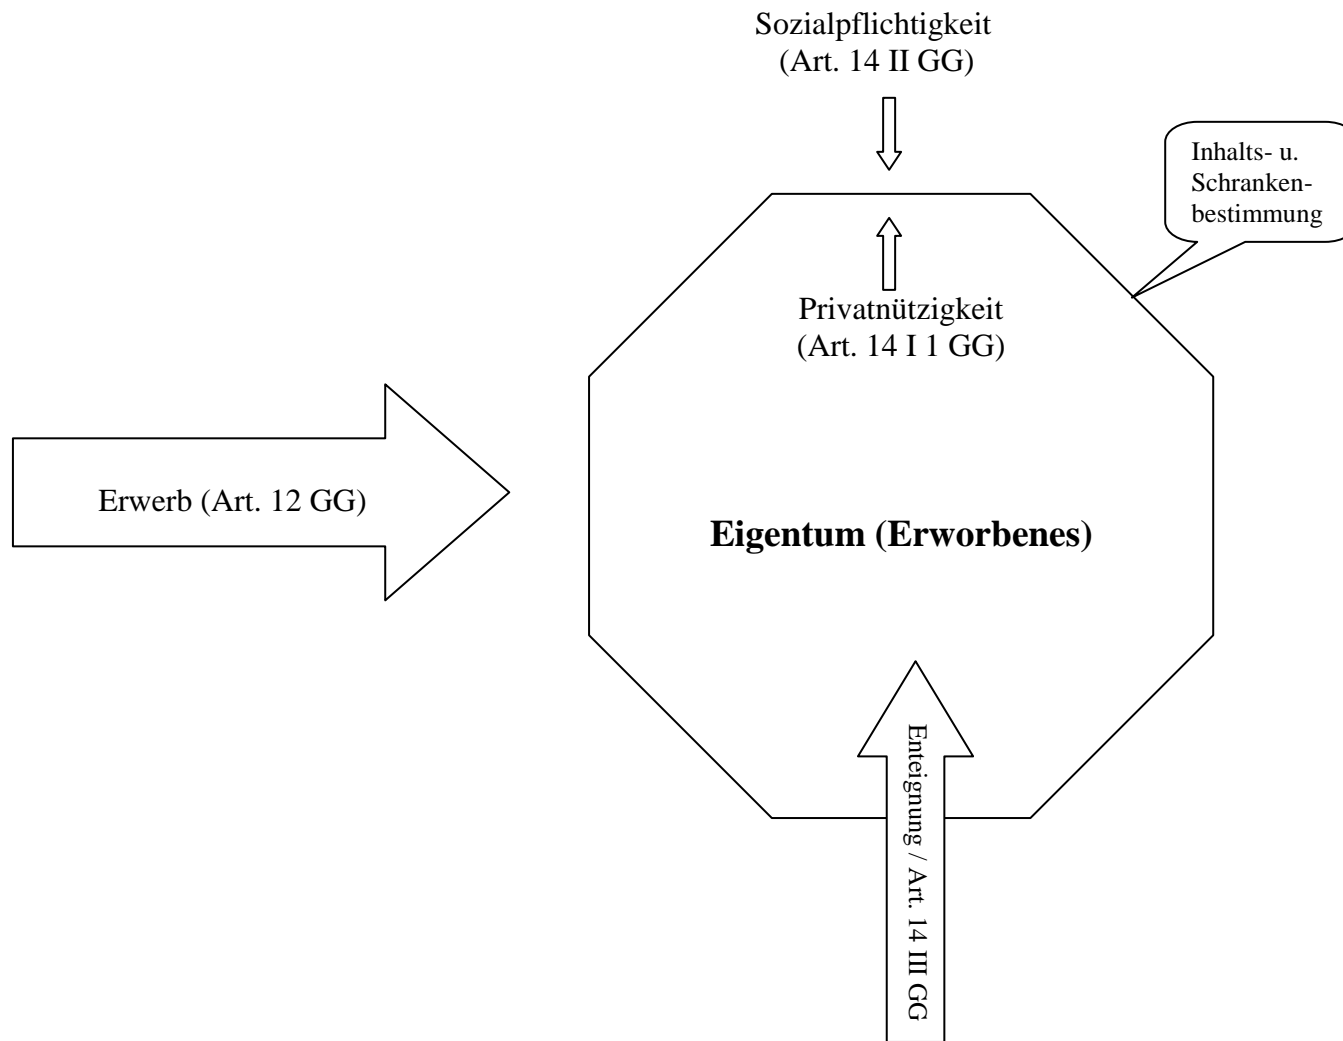 Sozialpflichtigkeit
(Art. 14 II GG)
Inhalts- u.
Schranken-
bestimmung
Privatnützigkeit
(Art. 14 I 1 GG)
Erwerb (Art. 12 GG)
Eigentum (Erworbenes)
Enteignung / Art. 14 III GG